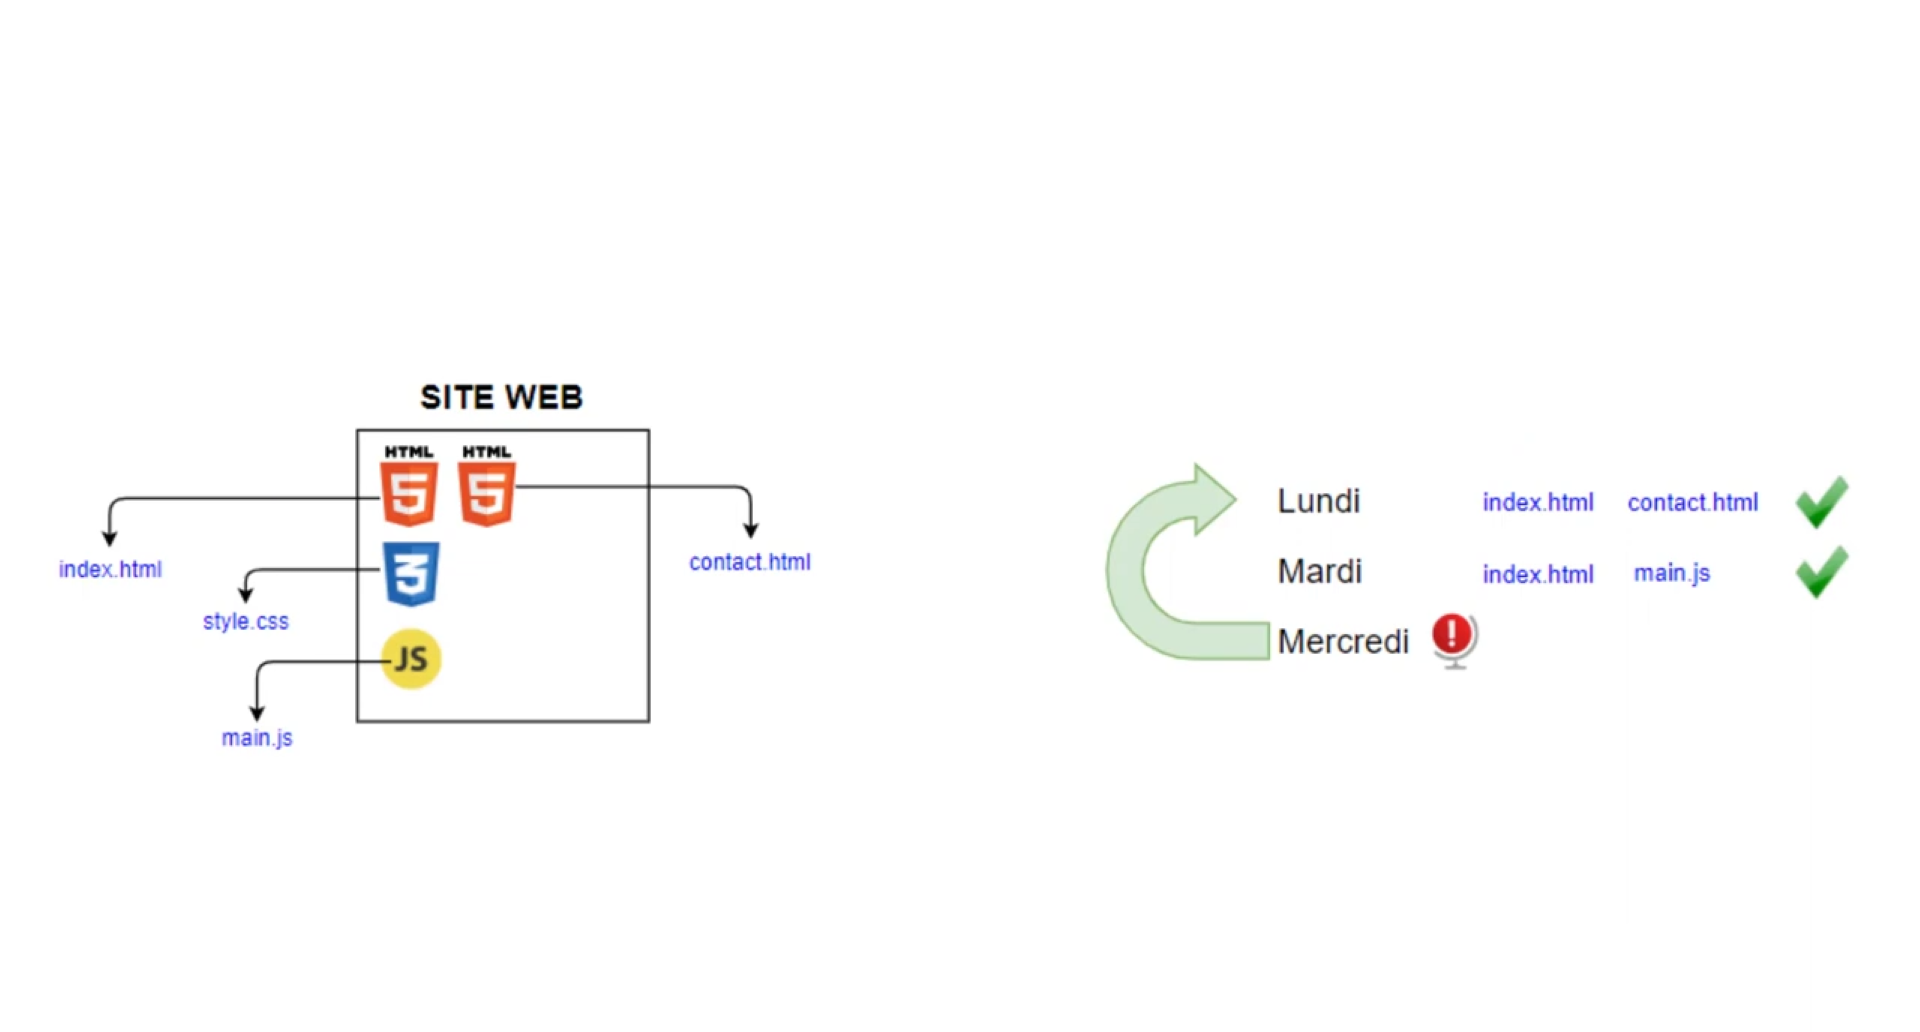 SITE WEB
HTML HTML
5 5
index.html
contact.html
3
style.css
JS
main.js
Lundi index.html contact.html
Mardi index.html main.js
Mercredi !